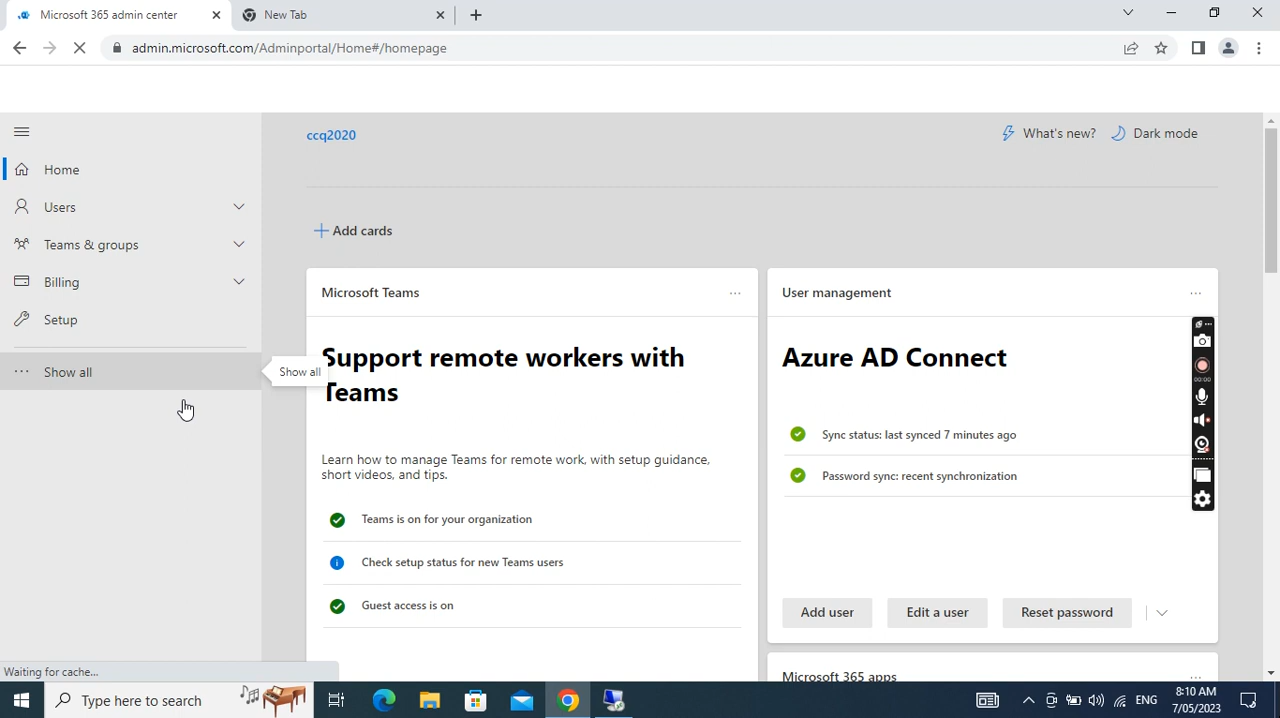 Microsoft 365 admin center
New Tab
admin.microsoft.com/Adminportal/Home#/homepage
ccq2020
What's new?
Dark mode
Home
Users
Add cards
Teams & groups
Billing
Microsoft Teams
User management
Setup
Support remote workers with
Teams
Azure AD Connect
Show all
Show all
00:00
Sync status: last synced 7 minutes ago
Learn how to manage Teams for remote work, with setup guidance,
short videos, and tips.
Password sync: recent synchronization
Teams is on for your organization
Check setup status for new Teams users
Guest access is on
Add user
Edit a user
Reset password
Waiting for cache...
Microsoft 365 apps
Type here to search
ENG
8:10 AM
7/05/2023